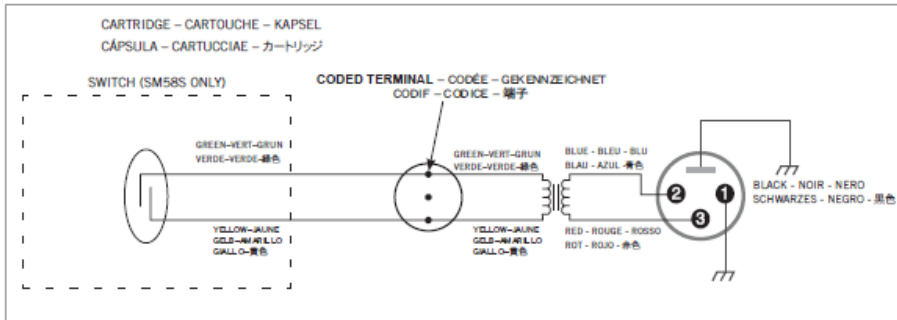 CARTRIDGE – CARTOUCHE – KAPSEL
CÁPSULA – CARTUCCIAE – カートリッジ
SWITCH (SM58S ONLY)
CODED TERMINAL – CODÉE – GEKENNZEICHNET
CODIF – CODICE – 端子
GREEN–VERT–GRUN
VERDE–VERDE–緑色
GREEN–VERT–GRUN
VERDE–VERDE–緑色
BLUE - BLEU - BLU
BLAU - AZUL -青色
2
1
3
BLACK - NOIR - NERO
SCHWARZES - NEGRO - 黒色
YELLOW–JAUNE
GELB–AMARILLO
GIALLO–黄色
YELLOW–JAUNE
GELB–AMARILLO
GIALLO–黄色
RED - ROUGE - ROSSO
ROT - ROJO -赤色